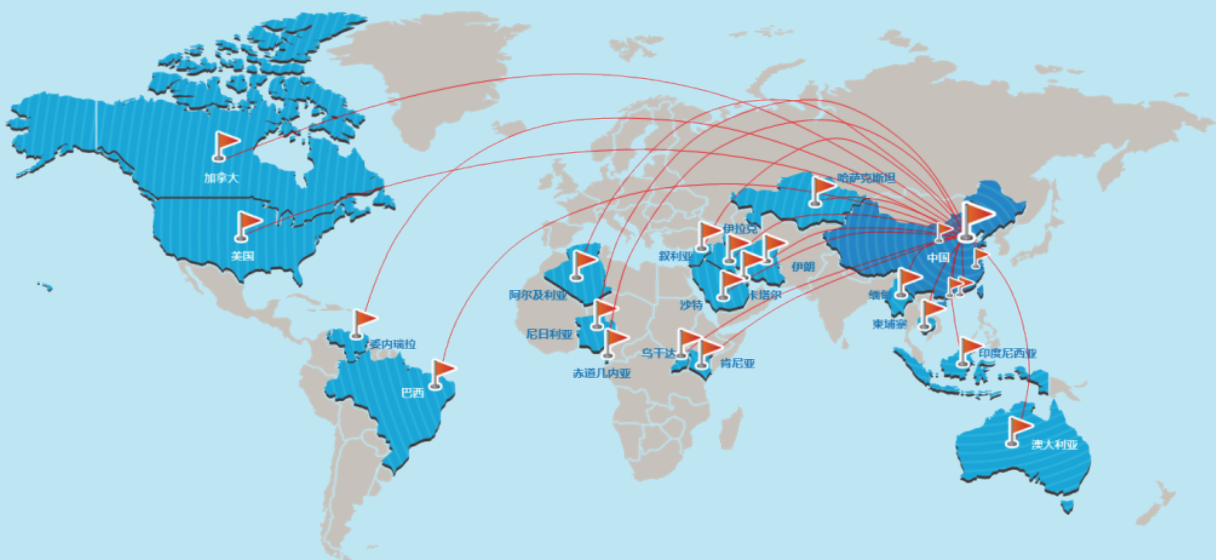 加拿大
美国
委内瑞拉
巴西
阿尔及利亚
尼日利亚
赤道几内亚
乌干达
肯尼亚
叙利亚
伊拉克
伊朗
卡塔尔
沙特
哈萨克斯坦
中国
缅甸
柬埔寨
印度尼西亚
澳大利亚